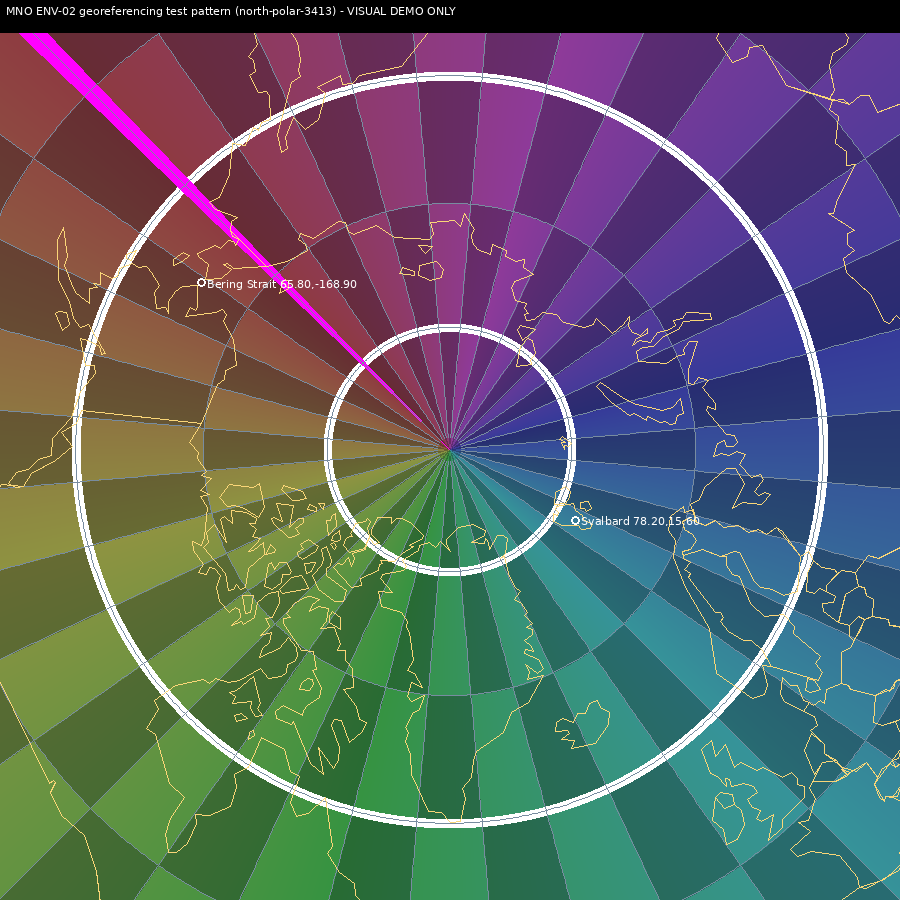 MNO ENV-02 georeferencing test pattern (north-polar-3413) - VISUAL DEMO ONLY
Bering Strait 65.80,-168.90
Svalbard 78.20,15.60